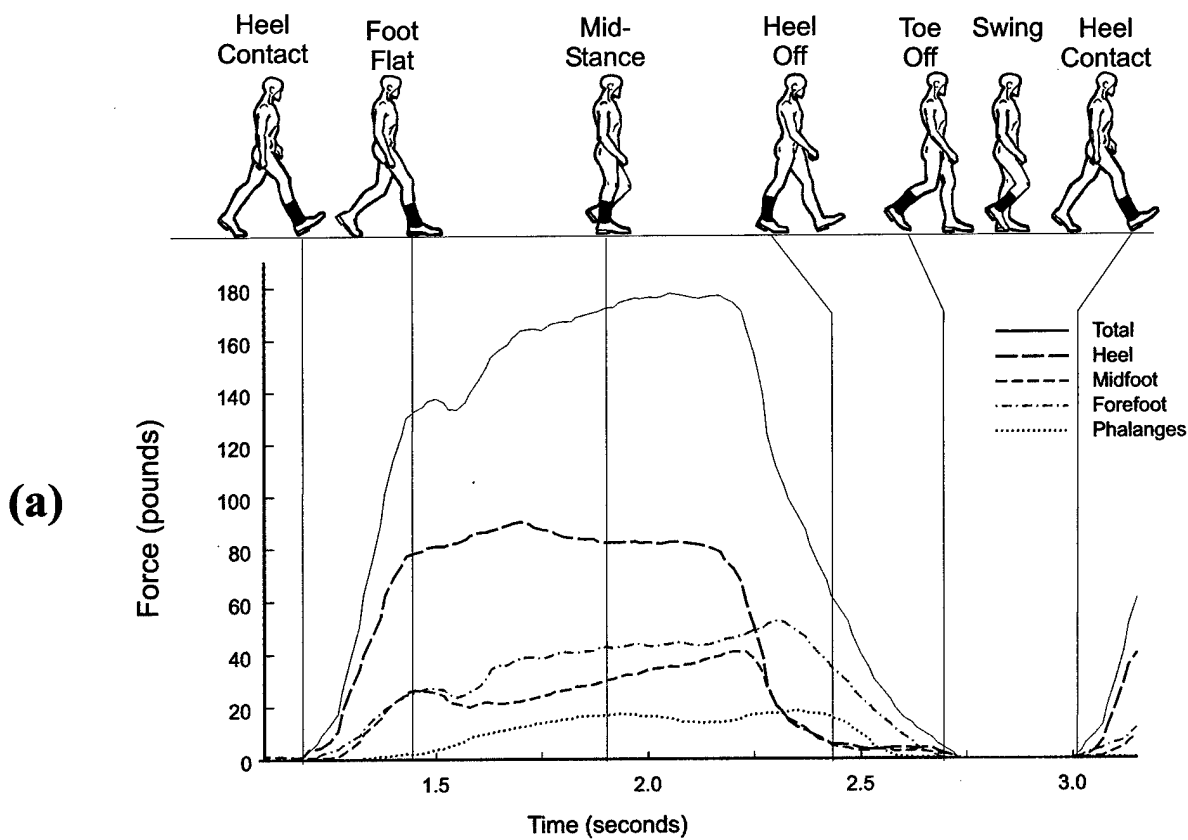 Heel
Contact
Foot
Flat
Mid-
Stance
Heel
Off
Toe
Off
Swing
Heel
Contact
(a)
Force (pounds)
180
160
140
120
100
80
60
40
20
0
Total
Heel
Midfoot
Forefoot
Phalanges
1.5
2.0
2.5
3.0
Time (seconds)